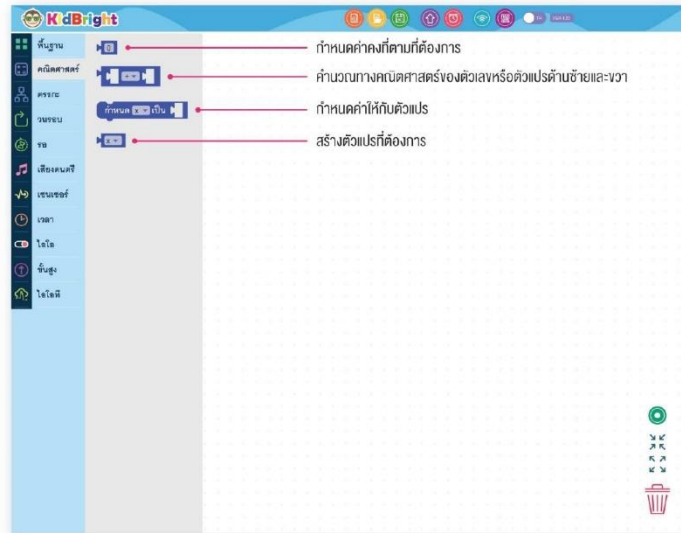 KidBright
พื้นฐาน
คณิตศาสตร์
ตรรกะ
วนรอบ
รอ
เสียงดนตรี
เซนเซอร์
เวลา
ไอโอ
ขั้นสูง
ไอโอที
0
กำหนดค่าคงที่ตามที่ต้องการ
คำนวณทางคณิตศาสตร์ของตัวเลขหรือตัวแปรด้านซ้ายและขวา
กำหนด x เป็น
กำหนดค่าให้กับตัวแปร
x
สร้างตัวแปรที่ต้องการ